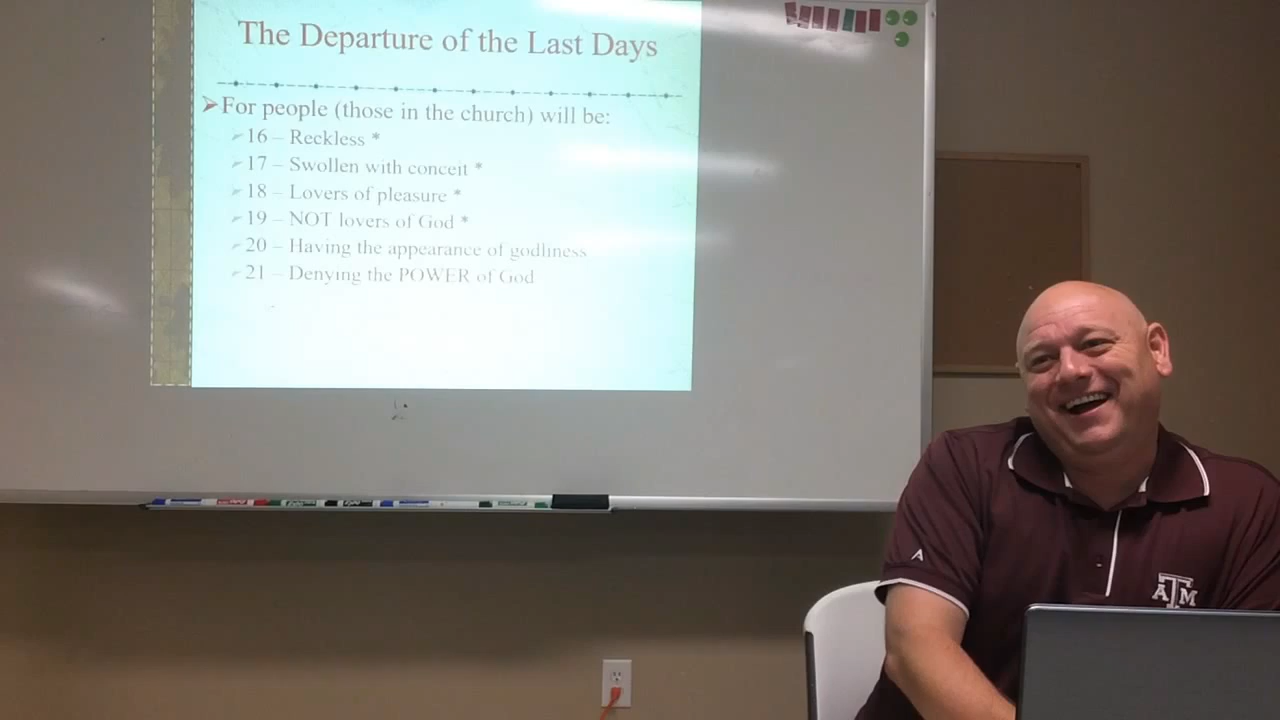 The Departure of the Last Days
For people (those in the church) will be:
16 – Reckless *
17 – Swollen with conceit *
18 – Lovers of pleasure *
19 – NOT lovers of God *
20 – Having the appearance of godliness
21 – Denying the POWER of God
A
ATM